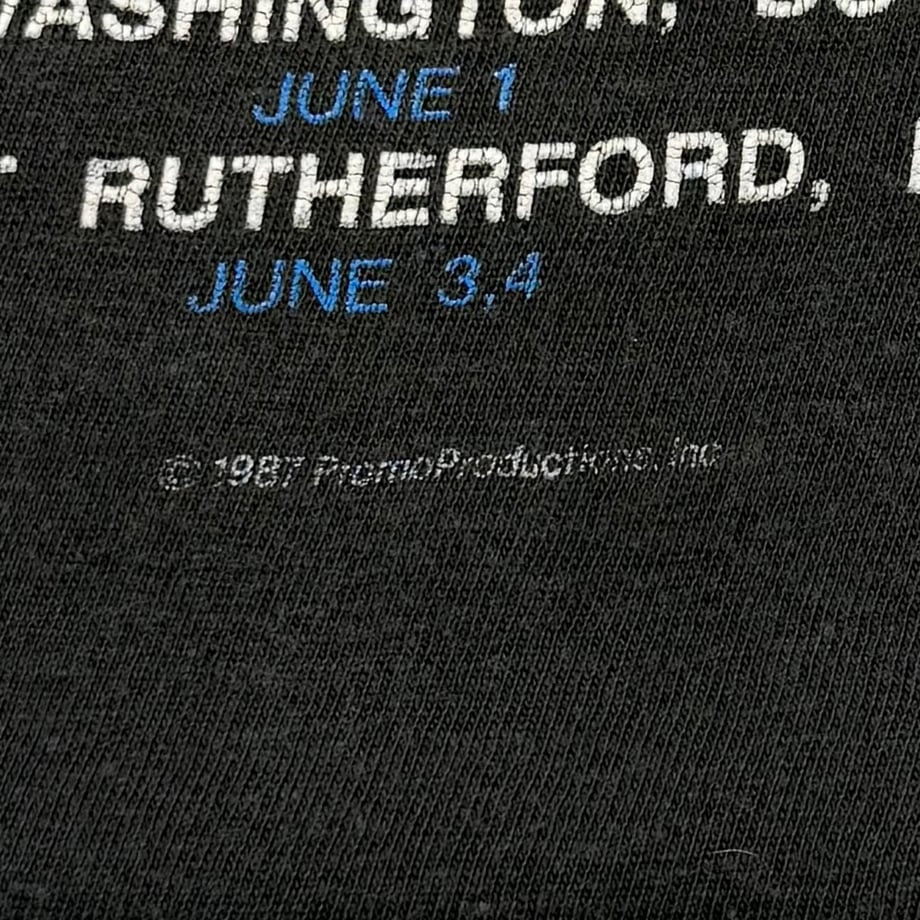 WASHINGTON, D
JUNE 1
RUTHERFORD,
JUNE 3,4
© 1987 PromoProductions, Inc